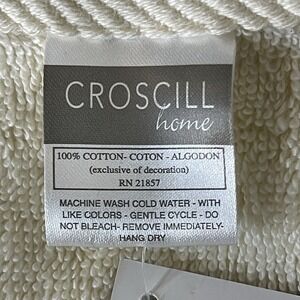 CROSCILL
home
100% COTTON- COTON - ALGODON
(exclusive of decoration)
RN 21857
MACHINE WASH COLD WATER - WITH
LIKE COLORS - GENTLE CYCLE - DO
NOT BLEACH- REMOVE IMMEDIATELY-
HANG DRY